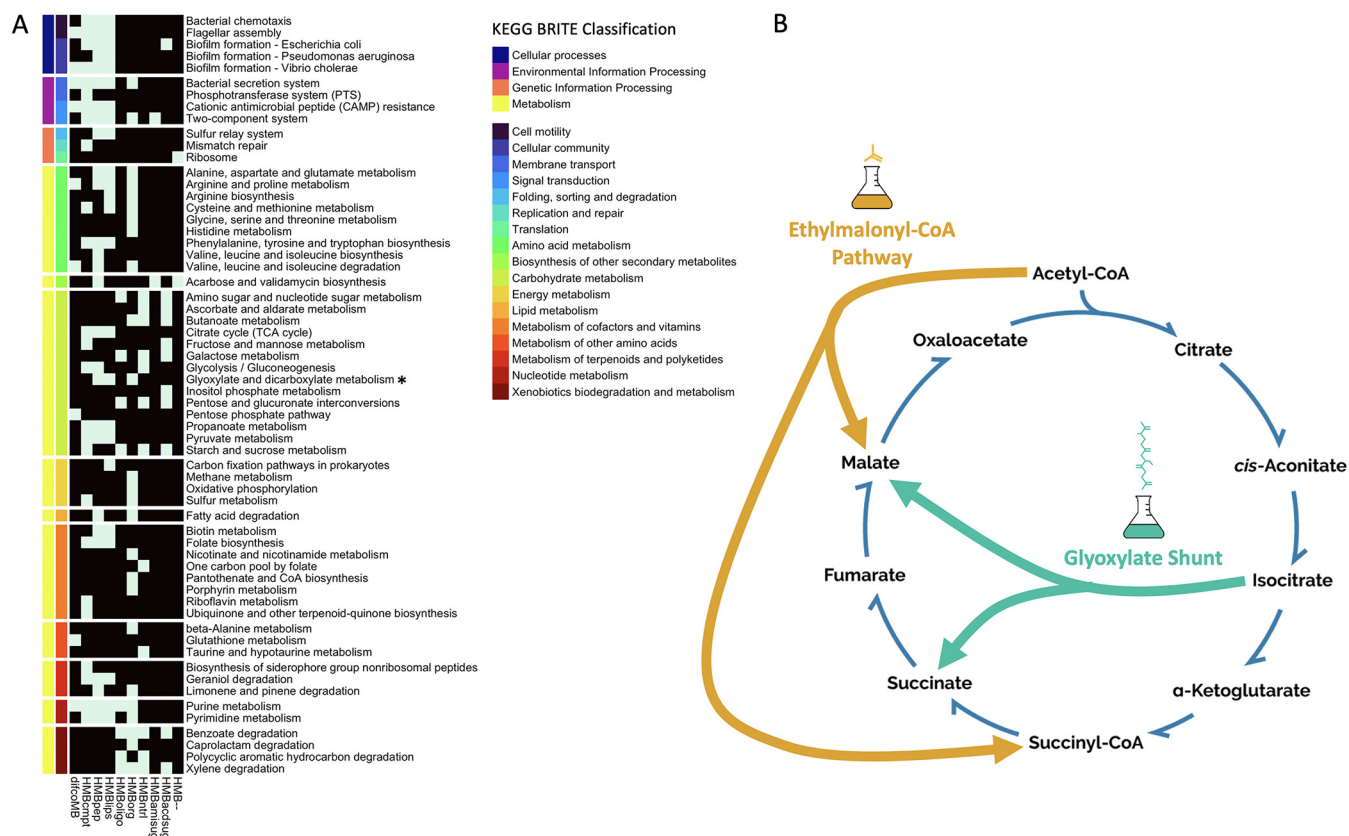 A
Bacterial chemotaxis
Flagellar assembly
Biofilm formation - Escherichia coli
Biofilm formation - Pseudomonas aeruginosa
Biofilm formation - Vibrio cholerae
Bacterial secretion system
Phosphotransferase system (PTS)
Cationic antimicrobial peptide (CAMP) resistance
Two-component system
Sulfur relay system
Mismatch repair
Ribosome
Alanine, aspartate and glutamate metabolism
Arginine and proline metabolism
Arginine biosynthesis
Cysteine and methionine metabolism
Glycine, serine and threonine metabolism
Histidine metabolism
Phenylalanine, tyrosine and tryptophan biosynthesis
Valine, leucine and isoleucine biosynthesis
Valine, leucine and isoleucine degradation
Acarbose and validamycin biosynthesis
Amino sugar and nucleotide sugar metabolism
Ascorbate and aldarate metabolism
Butanoate metabolism
Citrate cycle (TCA cycle)
Fructose and mannose metabolism
Galactose metabolism
Glycolysis / Gluconeogenesis
Glyoxylate and dicarboxylate metabolism *
Inositol phosphate metabolism
Pentose and glucuronate interconversions
Pentose phosphate pathway
Propanoate metabolism
Pyruvate metabolism
Starch and sucrose metabolism
Carbon fixation pathways in prokaryotes
Methane metabolism
Oxidative phosphorylation
Sulfur metabolism
Fatty acid degradation
Biotin metabolism
Folate biosynthesis
Nicotinate and nicotinamide metabolism
One carbon pool by folate
Pantothenate and CoA biosynthesis
Porphyrin metabolism
Riboflavin metabolism
Ubiquinone and other terpenoid-quinone biosynthesis
beta-Alanine metabolism
Glutathione metabolism
Taurine and hypotaurine metabolism
Biosynthesis of siderophore group nonribosomal peptides
Geraniol degradation
Limonene and pinene degradation
Purine metabolism
Pyrimidine metabolism
Benzoate degradation
Caprolactam degradation
Polycyclic aromatic hydrocarbon degradation
Xylene degradation
difcoMB
HMBcmpt
HMBpep
HMBlips
HMBoligo
HMBorg
HMBntrl
HMBamisug
HMBacdsug
HMB--
KEGG BRITE Classification
Cellular processes
Environmental Information Processing
Genetic Information Processing
Metabolism
Cell motility
Cellular community
Membrane transport
Signal transduction
Folding, sorting and degradation
Replication and repair
Translation
Amino acid metabolism
Biosynthesis of other secondary metabolites
Carbohydrate metabolism
Energy metabolism
Lipid metabolism
Metabolism of cofactors and vitamins
Metabolism of other amino acids
Metabolism of terpenoids and polyketides
Nucleotide metabolism
Xenobiotics biodegradation and metabolism
B
Ethylmalonyl-CoA
Pathway
Acetyl-CoA
Oxaloacetate
Citrate
Malate
cis-Aconitate
Glyoxylate Shunt
Fumarate
Isocitrate
Succinate
α-Ketoglutarate
Succinyl-CoA